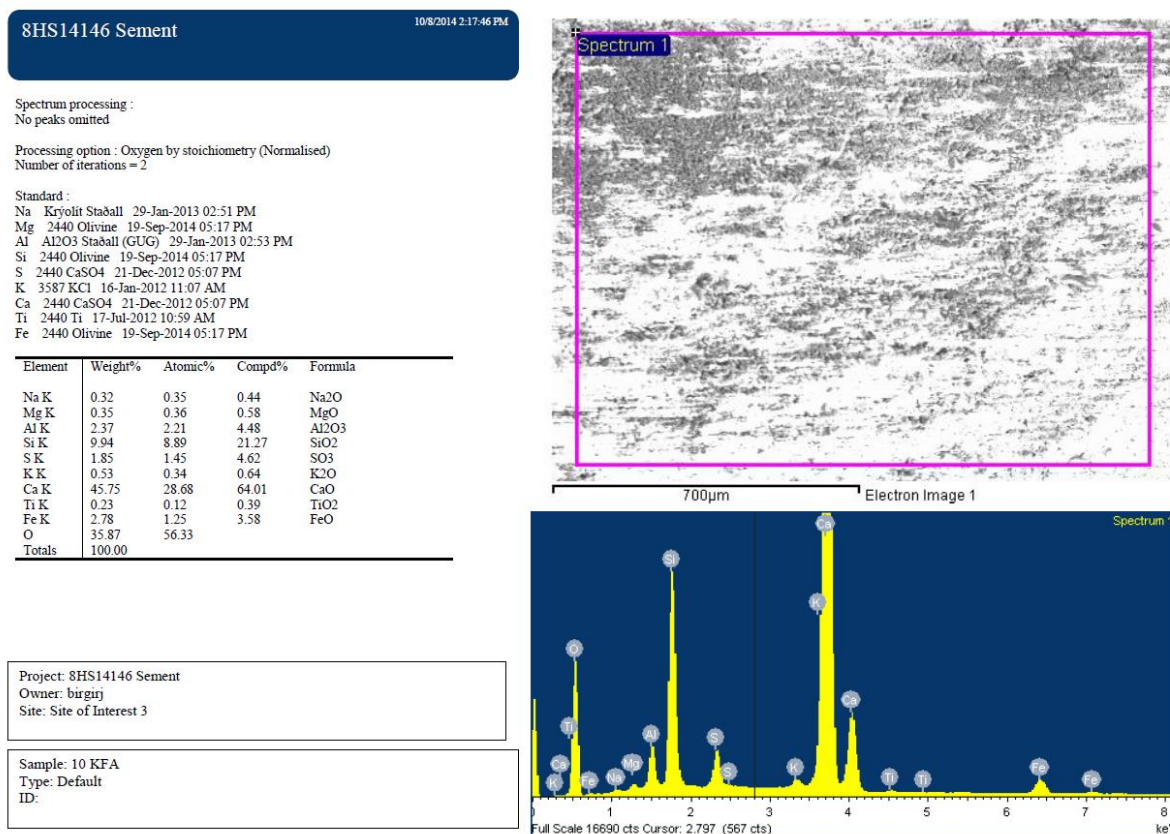 8HS14146 Sement
10/8/2014 2:17:46 PM
Spectrum processing :
No peaks omitted
Processing option : Oxygen by stoichiometry (Normalised)
Number of iterations = 2
Standard :
Na Krýolít Staðall 29-Jan-2013 02:51 PM
Mg 2440 Olivine 19-Sep-2014 05:17 PM
Al Al2O3 Staðall (GUG) 29-Jan-2013 02:53 PM
Si 2440 Olivine 19-Sep-2014 05:17 PM
S 2440 CaSO4 21-Dec-2012 05:07 PM
K 3587 KCl 16-Jan-2012 11:07 AM
Ca 2440 CaSO4 21-Dec-2012 05:07 PM
Ti 2440 Ti 17-Jul-2012 10:59 AM
Fe 2440 Olivine 19-Sep-2014 05:17 PM
Element Weight% Atomic% Compd% Formula
Na K 0.32 0.35 0.44 Na2O
Mg K 0.35 0.36 0.58 MgO
Al K 2.37 2.21 4.48 Al2O3
Si K 9.94 8.89 21.27 SiO2
S K 1.85 1.45 4.62 SO3
K K 0.53 0.34 0.64 K2O
Ca K 45.75 28.68 64.01 CaO
Ti K 0.23 0.12 0.39 TiO2
Fe K 2.78 1.25 3.58 FeO
O 35.87 56.33
Totals 100.00
Project: 8HS14146 Sement
Owner: birgirj
Site: Site of Interest 3
Sample: 10 KFA
Type: Default
ID:
Spectrum 1
700µm Electron Image 1
Spectrum 1
Ca
Si
K
O
Ca
Ti
Al
S
Ca
Mg
K
Fe
Na
S
K
Ti
Ti
Fe
Fe
0 1 2 3 4 5 6 7 8
Full Scale 16690 cts Cursor: 2.797 (567 cts)
ke